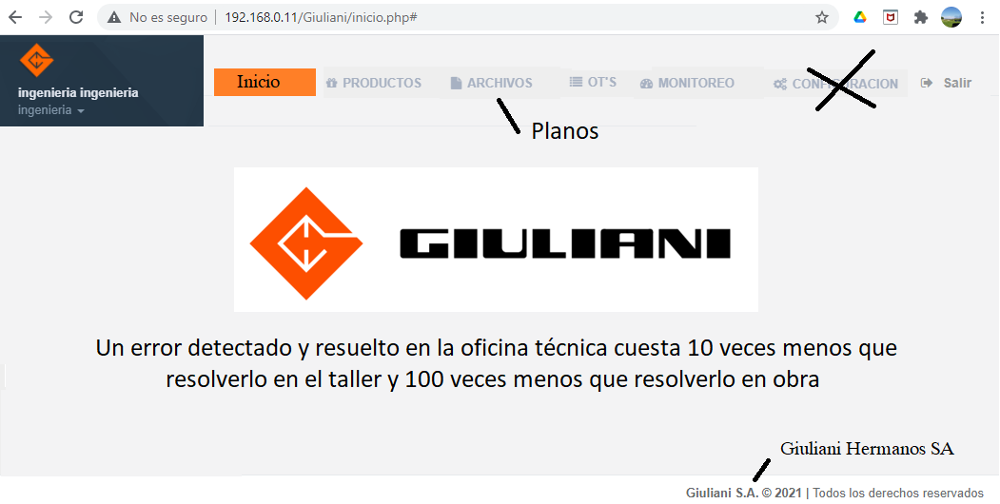 No es seguro | 192.168.0.11/Giuliani/inicio.php#
ingenieria ingenieria
ingenieria
Inicio
PRODUCTOS
ARCHIVOS
OT'S
MONITOREO
CONFIGURACION
Salir
Planos
GIULIANI
Un error detectado y resuelto en la oficina técnica cuesta 10 veces menos que
resolverlo en el taller y 100 veces menos que resolverlo en obra
Giuliani Hermanos SA
Giuliani S.A. © 2021 | Todos los derechos reservados